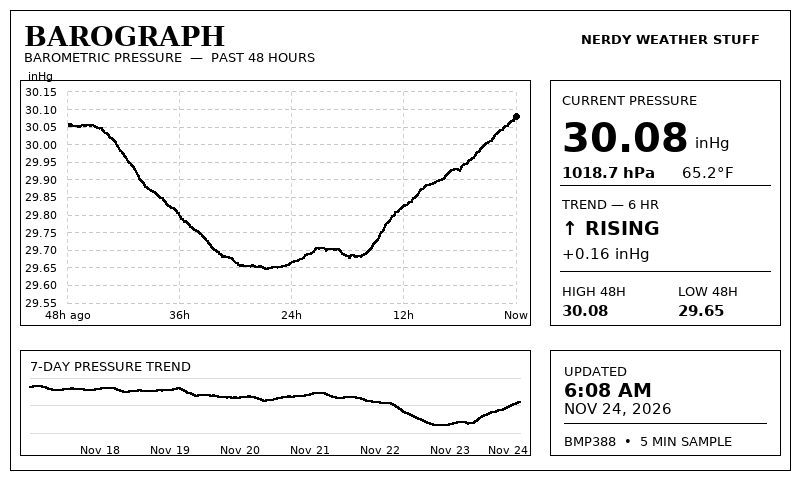 BAROGRAPH
BAROMETRIC PRESSURE — PAST 48 HOURS
NERDY WEATHER STUFF
inHg
30.15
30.10
30.05
30.00
29.95
29.90
29.85
29.80
29.75
29.70
29.65
29.60
29.55
48h ago 36h 24h 12h Now
CURRENT PRESSURE
30.08 inHg
1018.7 hPa 65.2°F
TREND — 6 HR
↑ RISING
+0.16 inHg
HIGH 48H LOW 48H
30.08 29.65
7-DAY PRESSURE TREND
Nov 18 Nov 19 Nov 20 Nov 21 Nov 22 Nov 23 Nov 24
UPDATED
6:08 AM
NOV 24, 2026
BMP388 • 5 MIN SAMPLE